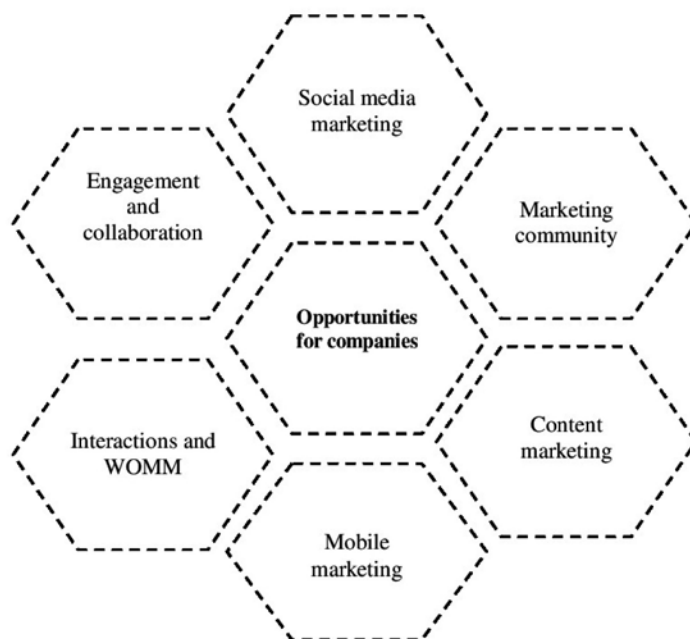 Social media
marketing
Engagement
and
collaboration
Marketing
community
Opportunities
for companies
Interactions and
WOMM
Content
marketing
Mobile
marketing